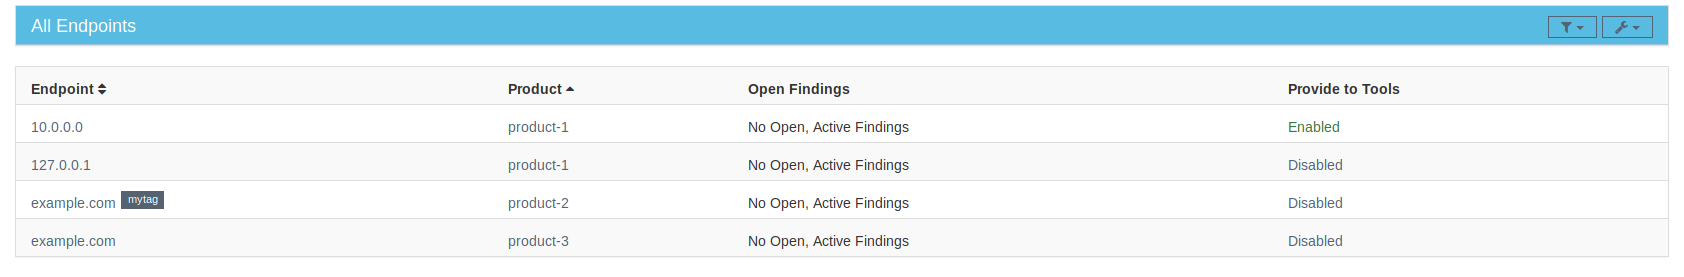 All Endpoints
Endpoint Product Open Findings Provide to Tools
10.0.0.0 product-1 No Open, Active Findings Enabled
127.0.0.1 product-1 No Open, Active Findings Disabled
example.com mytag product-2 No Open, Active Findings Disabled
example.com product-3 No Open, Active Findings Disabled